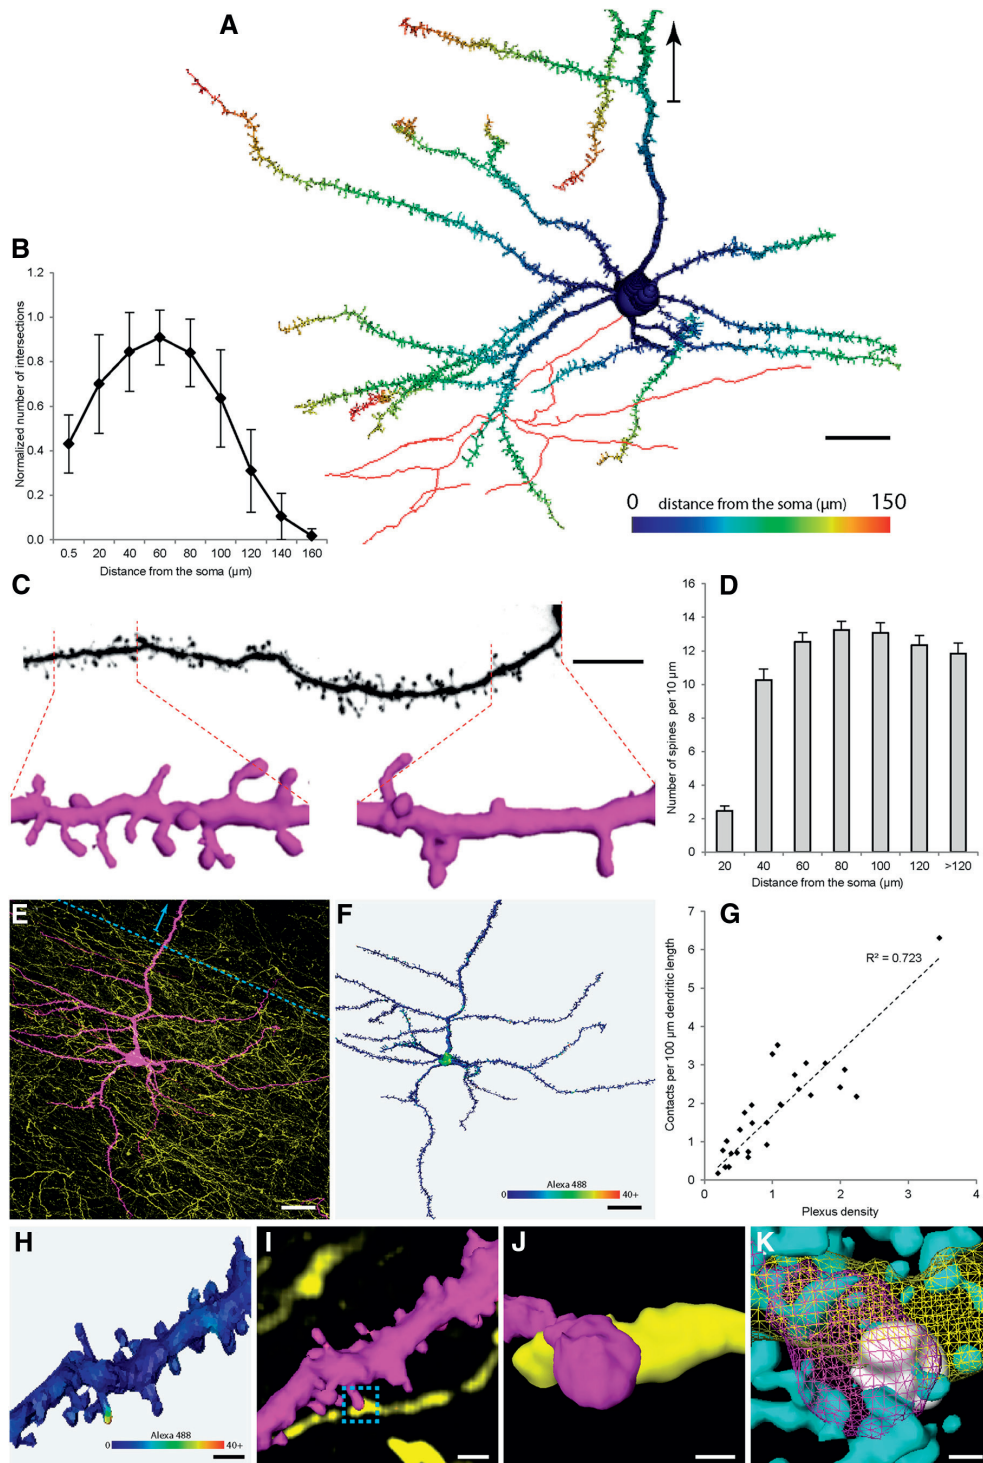 A
0 distance from the soma (µm) 150
B
Normalized number of intersections
1.2
1.0
0.8
0.6
0.4
0.2
0.0
0.5 20 40 60 80 100 120 140 160
Distance from the soma (µm)
C
D
Number of spines per 10 µm
16
14
12
10
8
6
4
2
0
20 40 60 80 100 120 >120
Distance from the soma (µm)
E
F
Alexa 488
0 40+
G
Contacts per 100 µm dendritic length
7
6
5
4
3
2
1
0
R² = 0.723
0 1 2 3 4
Plexus density
H
Alexa 488
0 40+
I
J
K